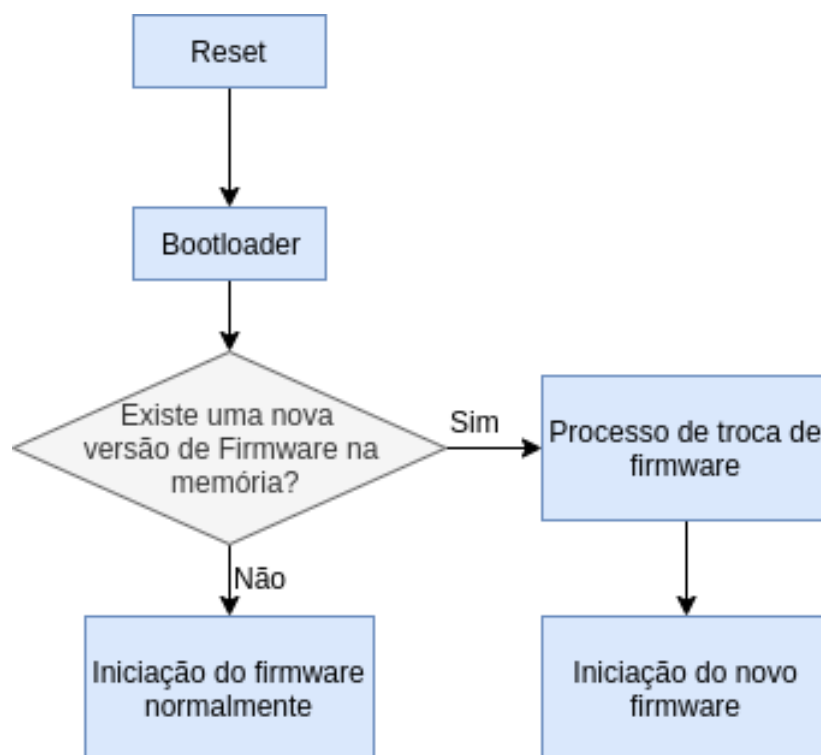 Reset
Bootloader
Existe uma nova
versão de Firmware na
memória?
Sim
Processo de troca de
firmware
Não
Iniciação do firmware
normalmente
Iniciação do novo
firmware